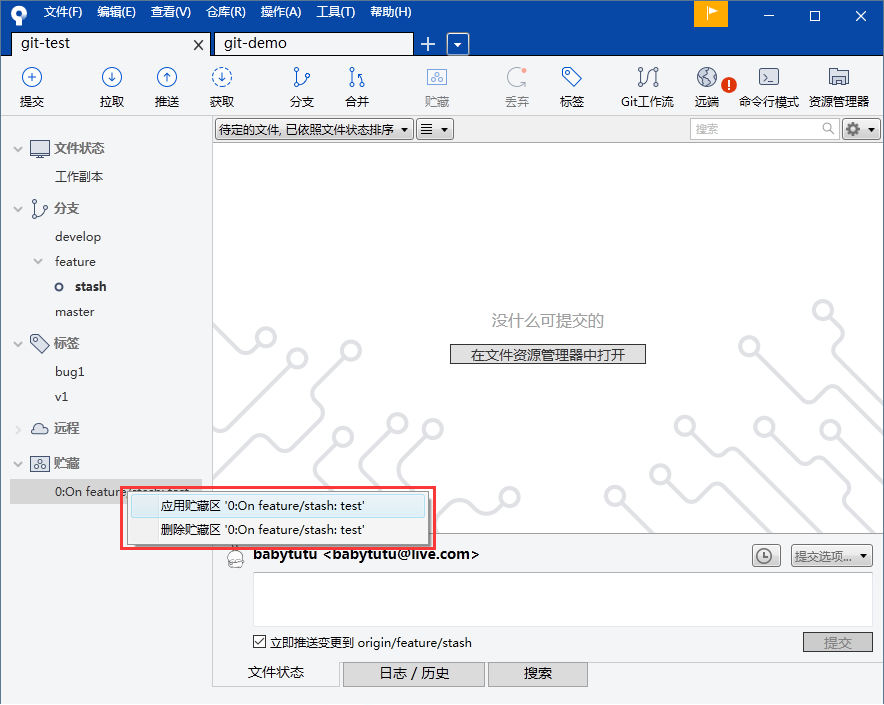 文件(F) 编辑(E) 查看(V) 仓库(R) 操作(A) 工具(T) 帮助(H)
git-test
git-demo
提交 拉取 推送 获取 分支 合并 贮藏 丢弃 标签 Git工作流 远端 命令行模式 资源管理器
待定的文件, 已依照文件状态排序
搜索
文件状态
工作副本
分支
develop
feature
stash
master
标签
bug1
v1
远程
贮藏
0:On feature/stash: test
没什么可提交的
在文件资源管理器中打开
应用贮藏区 '0:On feature/stash: test'
删除贮藏区 '0:On feature/stash: test'
babytutu <babytutu@live.com>
提交选项...
立即推送变更到 origin/feature/stash
提交
文件状态
日志 / 历史
搜索